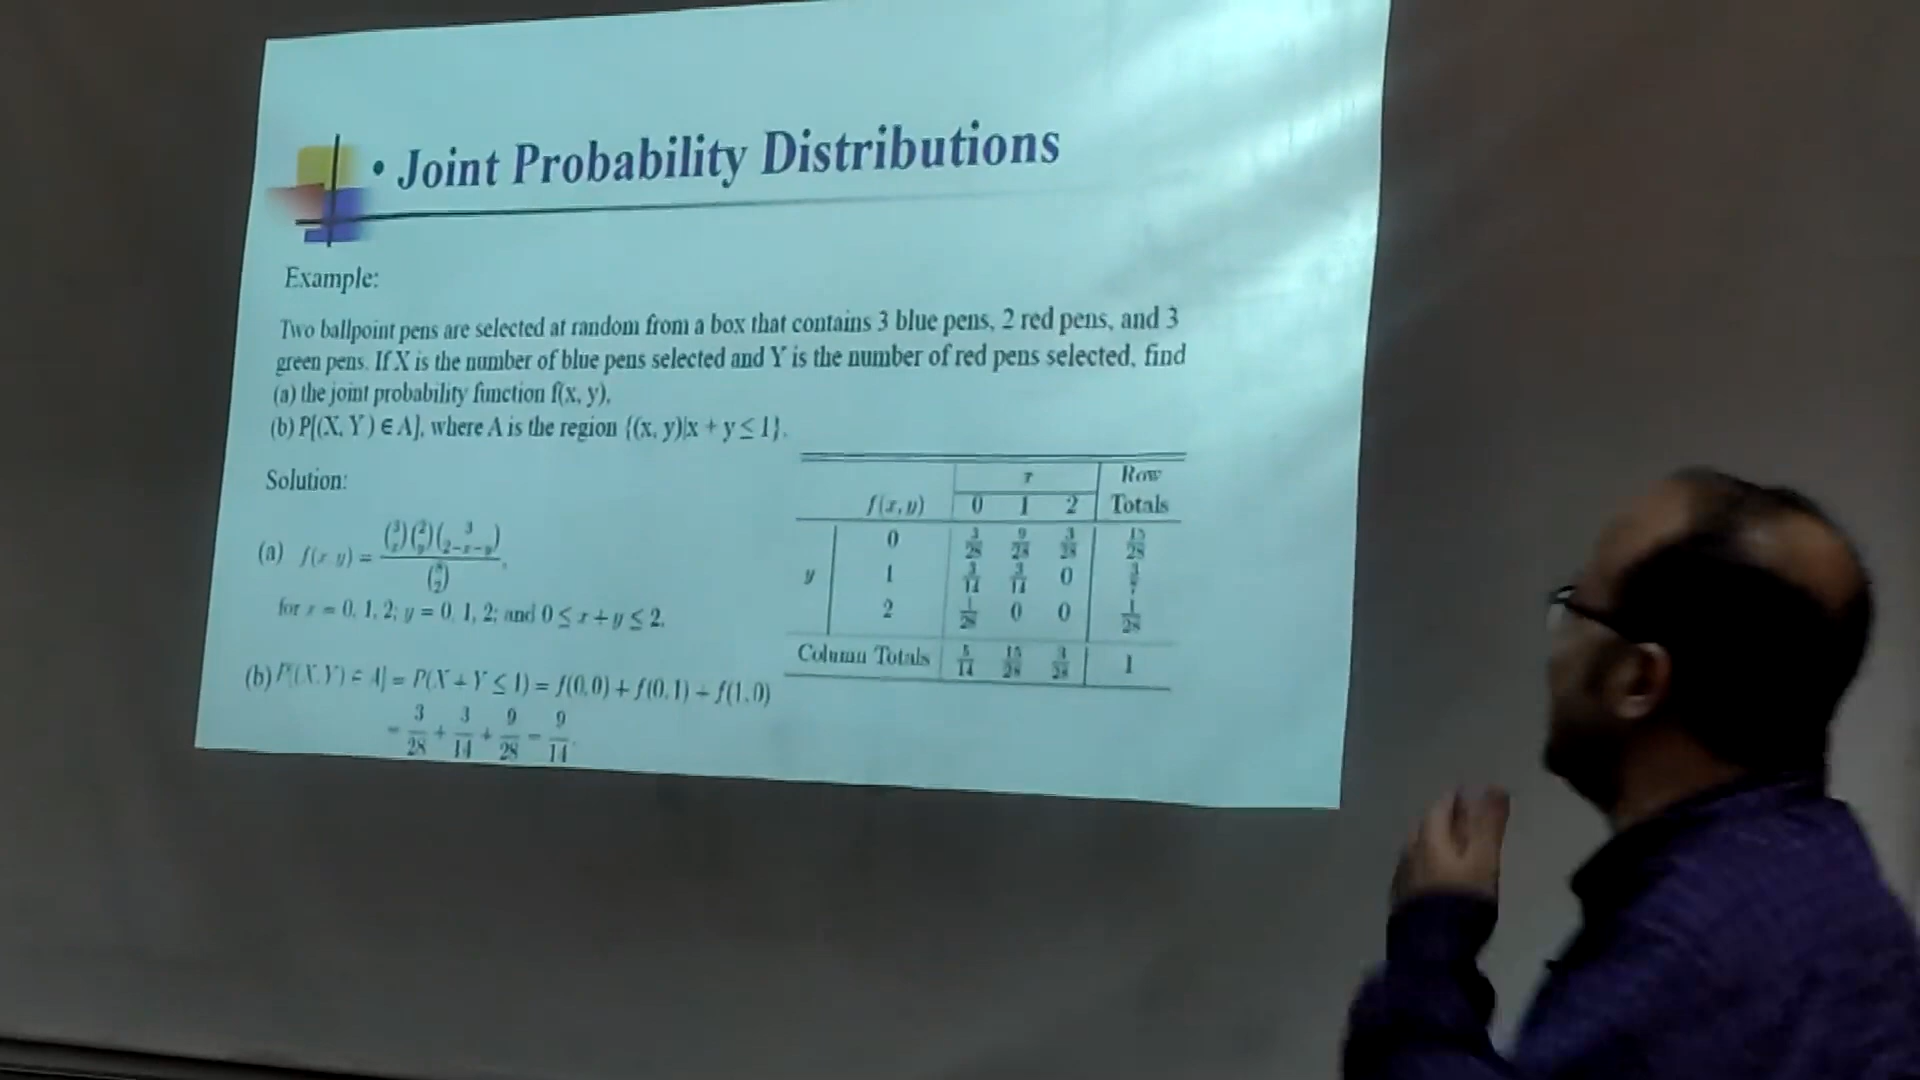 • Joint Probability Distributions
Example:
Two ballpoint pens are selected at random from a box that contains 3 blue pens, 2 red pens, and 3
green pens. If X is the number of blue pens selected and Y is the number of red pens selected, find
(a) the joint probability function f(x, y),
(b) P[(X, Y) ∈ A], where A is the region {(x, y)|x + y ≤ 1}.
Solution:
(a) f(x, y) = (3 x)(2 y)(3 2−x−y) / (8 2),
for x = 0, 1, 2; y = 0, 1, 2; and 0 ≤ x + y ≤ 2.
(b) P[(X, Y) ∈ A] = P(X + Y ≤ 1) = f(0, 0) + f(0, 1) + f(1, 0)
= 3/28 + 3/14 + 9/28 = 9/14.
x Row
f(x, y) 0 1 2 Totals
0 3/28 9/28 3/28 15/28
y 1 3/14 3/14 0 3/7
2 1/28 0 0 1/28
Column Totals 5/14 15/28 3/28 1